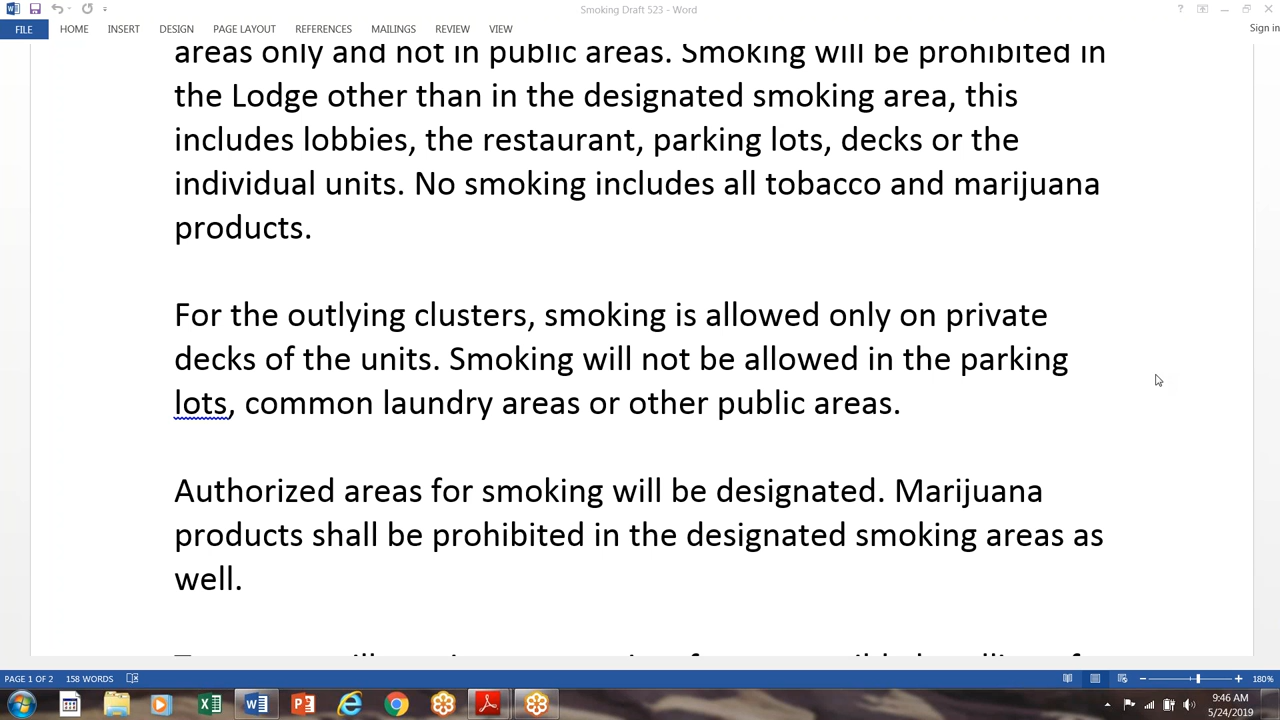 Smoking Draft 523 - Word
FILE HOME INSERT DESIGN PAGE LAYOUT REFERENCES MAILINGS REVIEW VIEW Sign in
areas only and not in public areas. Smoking will be prohibited in
the Lodge other than in the designated smoking area, this
includes lobbies, the restaurant, parking lots, decks or the
individual units. No smoking includes all tobacco and marijuana
products.
For the outlying clusters, smoking is allowed only on private
decks of the units. Smoking will not be allowed in the parking
lots, common laundry areas or other public areas.
Authorized areas for smoking will be designated. Marijuana
products shall be prohibited in the designated smoking areas as
well.
PAGE 1 OF 2 158 WORDS 180%
9:46 AM
5/24/2019